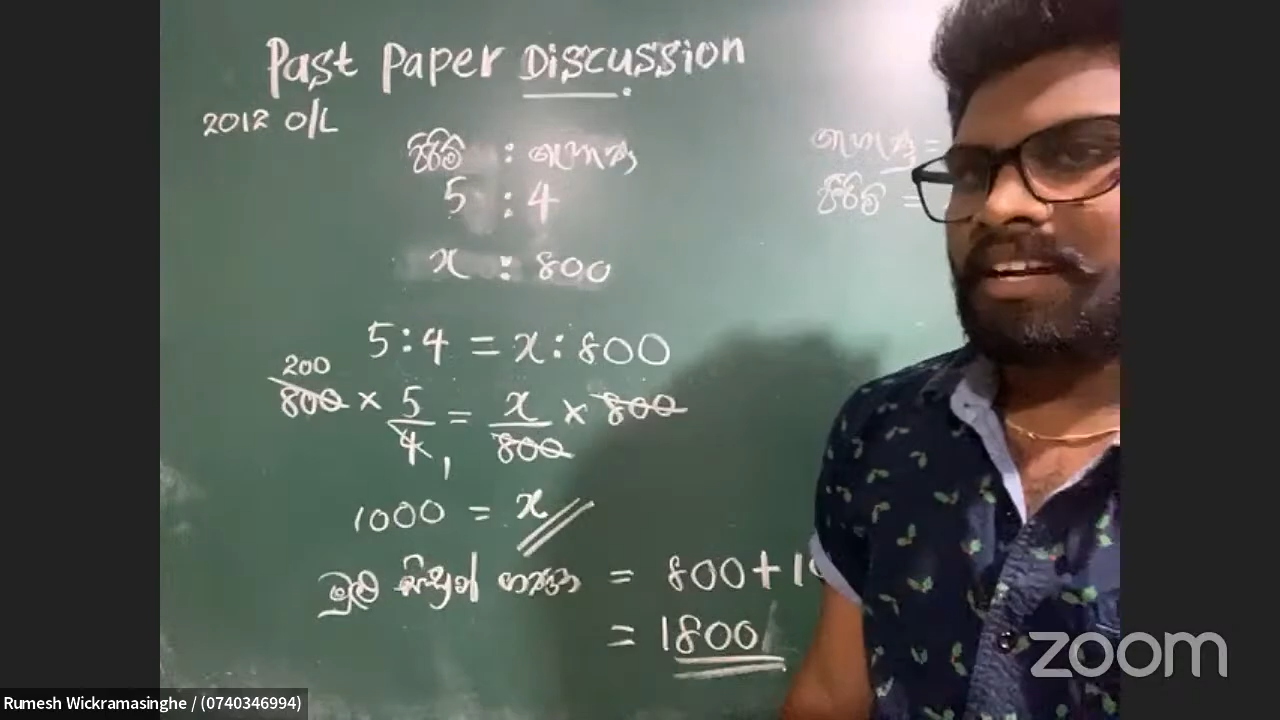 Past Paper Discussion
2012 O/L
පිරිමි : ගැහැණු
5 : 4
x : 800
ගැහැණු =
පිරිමි =
5:4 = x:800
200
800 × 5/4 = x/800 × 800
1
1000 = x
මුළු සිසුන් ගණන = 800+1
= 1800
zoom
Rumesh Wickramasinghe / (0740346994)